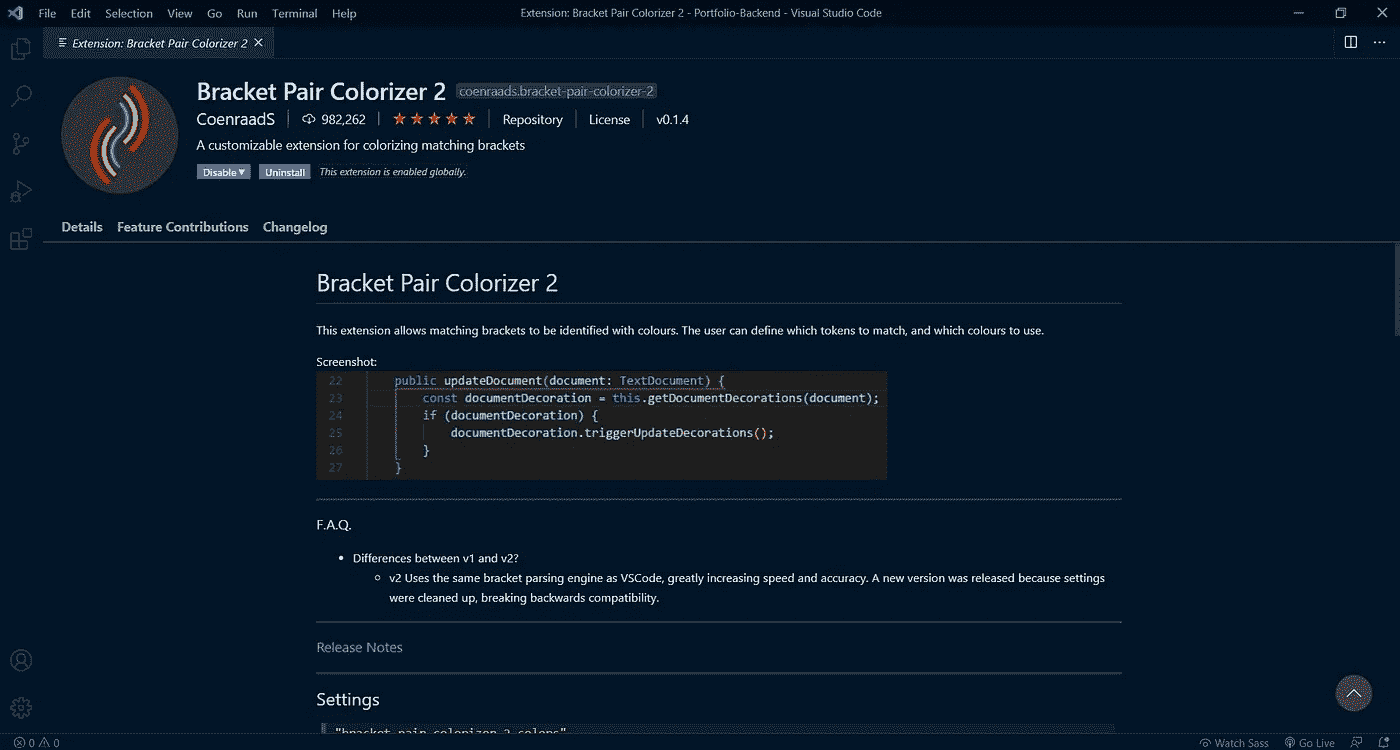 File Edit Selection View Go Run Terminal Help Extension: Bracket Pair Colorizer 2 - Portfolio-Backend - Visual Studio Code
Extension: Bracket Pair Colorizer 2
Bracket Pair Colorizer 2 coenraads.bracket-pair-colorizer-2
CoenraadS 982,262 Repository License v0.1.4
A customizable extension for colorizing matching brackets
Disable Uninstall This extension is enabled globally.
Details Feature Contributions Changelog
Bracket Pair Colorizer 2
This extension allows matching brackets to be identified with colours. The user can define which tokens to match, and which colours to use.
Screenshot:
22 public updateDocument(document: TextDocument) {
23 const documentDecoration = this.getDocumentDecorations(document);
24 if (documentDecoration) {
25 documentDecoration.triggerUpdateDecorations();
26 }
27 }
F.A.Q.
• Differences between v1 and v2?
◦ v2 Uses the same bracket parsing engine as VSCode, greatly increasing speed and accuracy. A new version was released because settings
were cleaned up, breaking backwards compatibility.
Release Notes
Settings
"bracket-pair-colorizer-2.colors"
0 0 Watch Sass Go Live